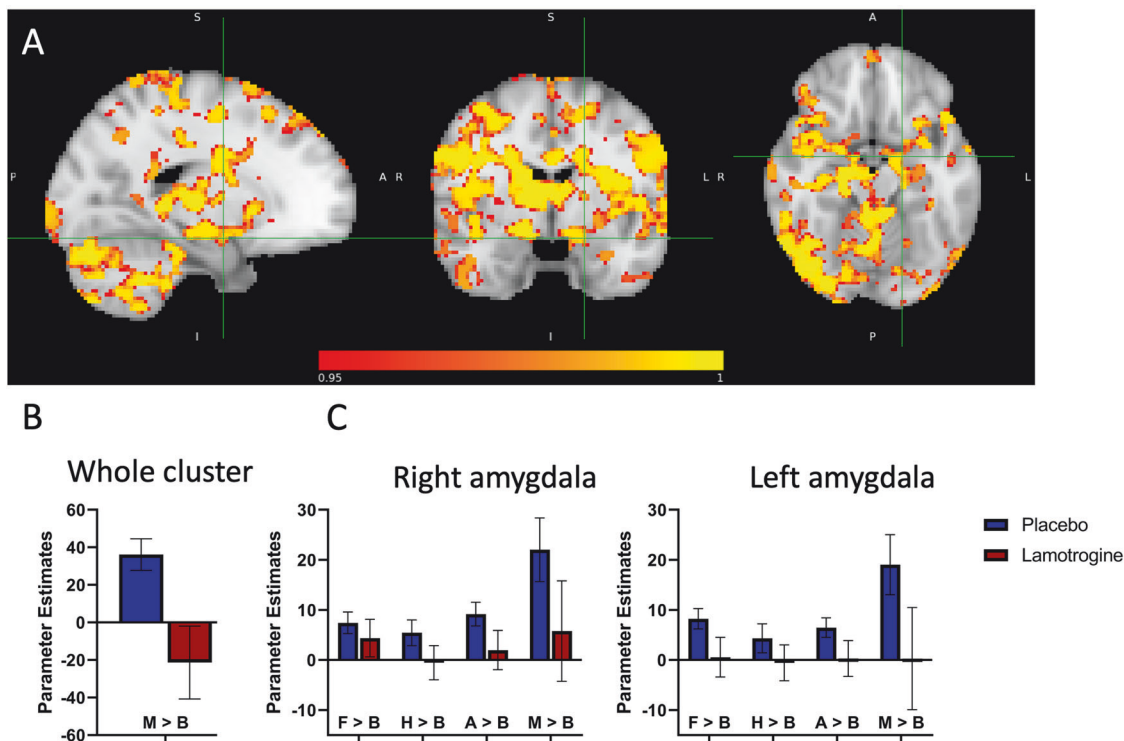 A
S
S
A
P
A R
L R
L
I
I
P
0.95 1
B
C
Whole cluster
Right amygdala
Left amygdala
Parameter Estimates
60
40
20
0
-20
-40
-60
M > B
Parameter Estimates
30
20
10
0
-10
F > B H > B A > B M > B
Parameter Estimates
30
20
10
0
-10
F > B H > B A > B M > B
Placebo
Lamotrogine